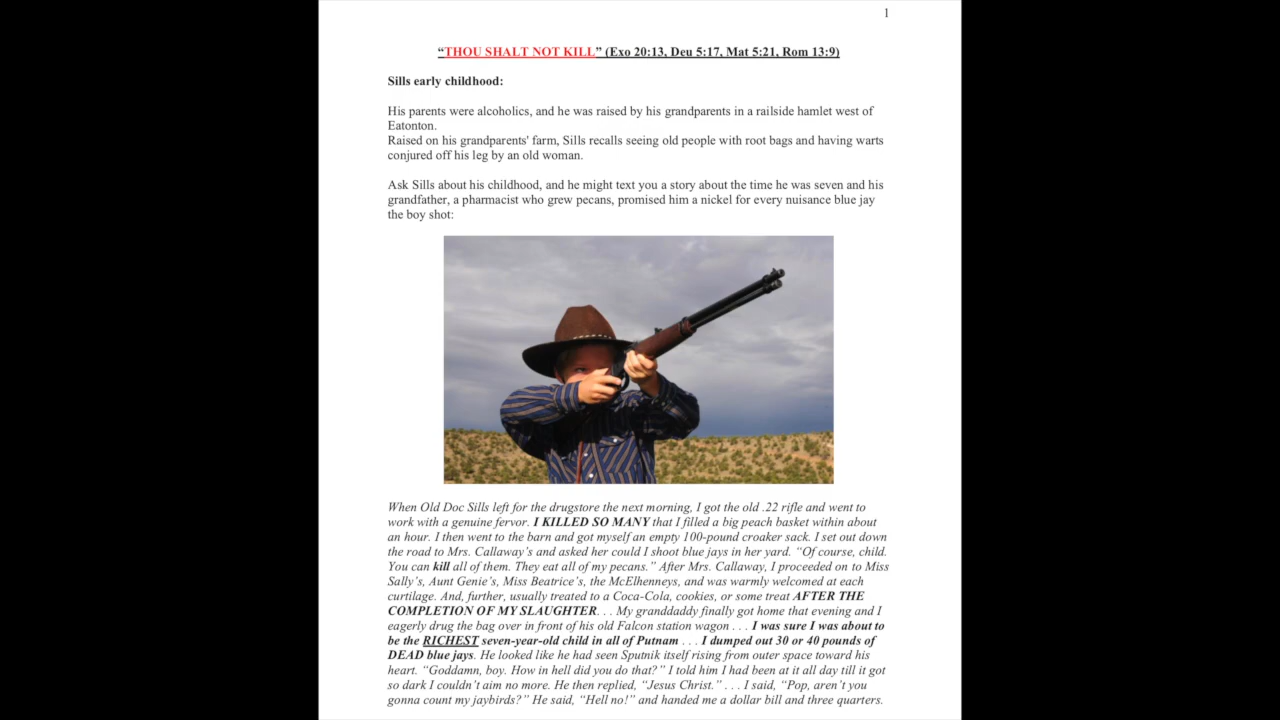 1
“THOU SHALT NOT KILL” (Exo 20:13, Deu 5:17, Mat 5:21, Rom 13:9)
Sills early childhood:
His parents were alcoholics, and he was raised by his grandparents in a railside hamlet west of
Eatonton.
Raised on his grandparents' farm, Sills recalls seeing old people with root bags and having warts
conjured off his leg by an old woman.
Ask Sills about his childhood, and he might text you a story about the time he was seven and his
grandfather, a pharmacist who grew pecans, promised him a nickel for every nuisance blue jay
the boy shot:
When Old Doc Sills left for the drugstore the next morning, I got the old .22 rifle and went to
work with a genuine fervor. I KILLED SO MANY that I filled a big peach basket within about
an hour. I then went to the barn and got myself an empty 100-pound croaker sack. I set out down
the road to Mrs. Callaway’s and asked her could I shoot blue jays in her yard. “Of course, child.
You can kill all of them. They eat all of my pecans.” After Mrs. Callaway, I proceeded on to Miss
Sally’s, Aunt Genie’s, Miss Beatrice’s, the McElhenneys, and was warmly welcomed at each
curtilage. And, further, usually treated to a Coca-Cola, cookies, or some treat AFTER THE
COMPLETION OF MY SLAUGHTER. . . My granddaddy finally got home that evening and I
eagerly drug the bag over in front of his old Falcon station wagon . . . I was sure I was about to
be the RICHEST seven-year-old child in all of Putnam . . . I dumped out 30 or 40 pounds of
DEAD blue jays. He looked like he had seen Sputnik itself rising from outer space toward his
heart. “Goddamn, boy. How in hell did you do that?” I told him I had been at it all day till it got
so dark I couldn’t aim no more. He then replied, “Jesus Christ.” . . . I said, “Pop, aren’t you
gonna count my jaybirds?” He said, “Hell no!” and handed me a dollar bill and three quarters.